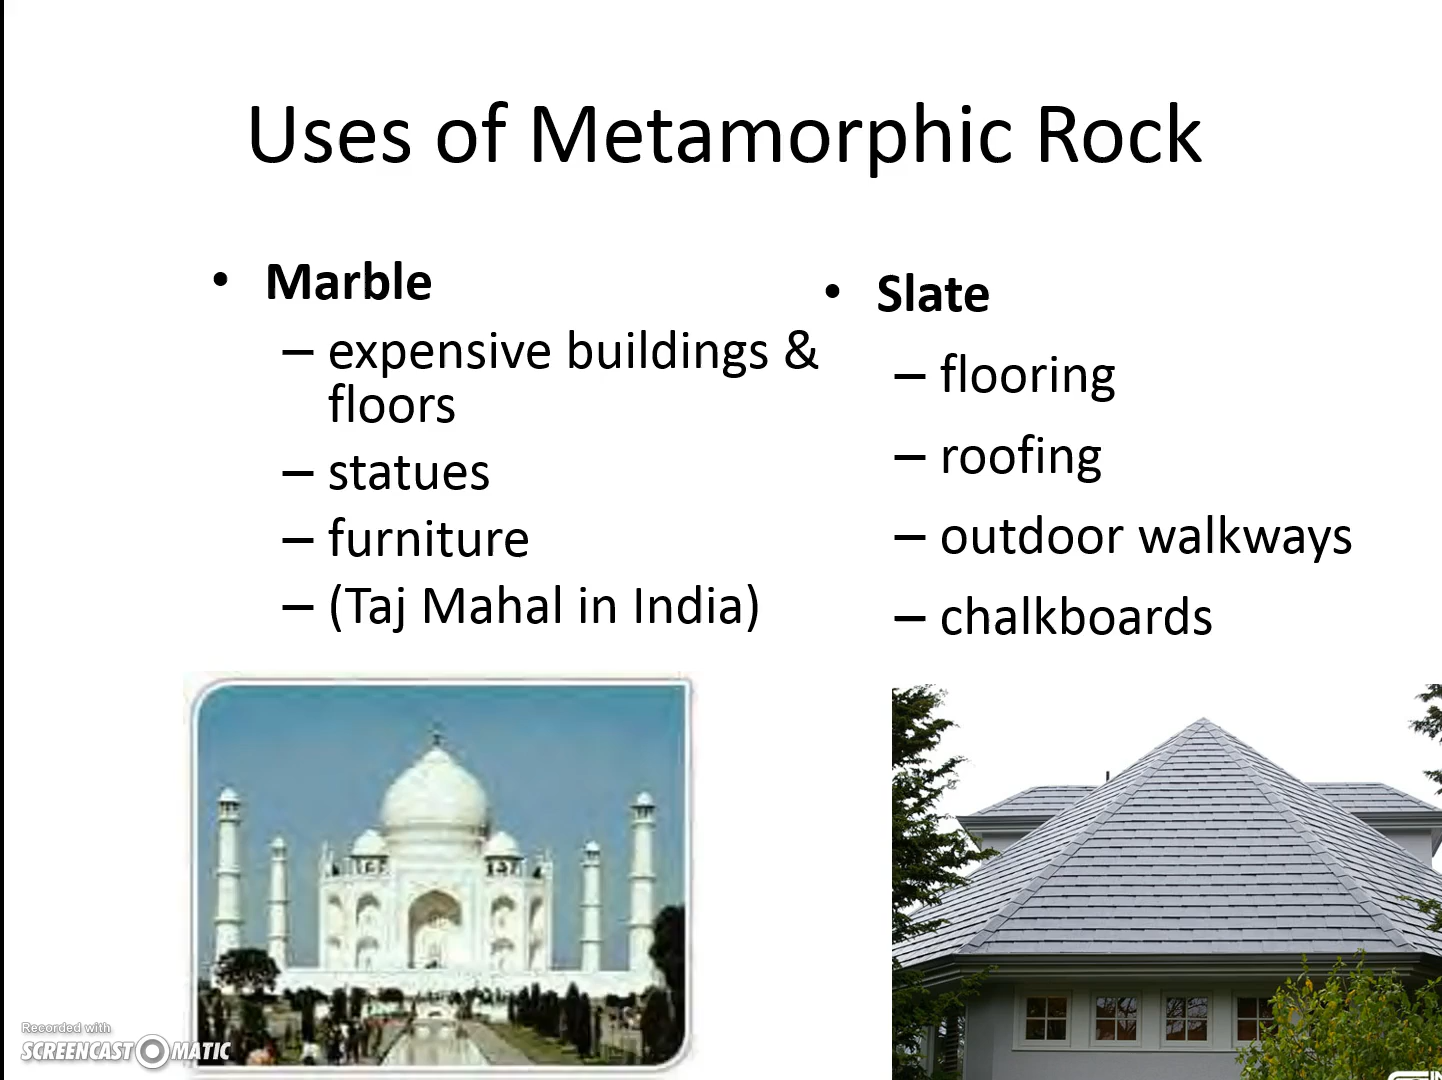 Uses of Metamorphic Rock
• Marble
– expensive buildings &
floors
– statues
– furniture
– (Taj Mahal in India)
• Slate
– flooring
– roofing
– outdoor walkways
– chalkboards
Recorded with
SCREENCAST MATIC